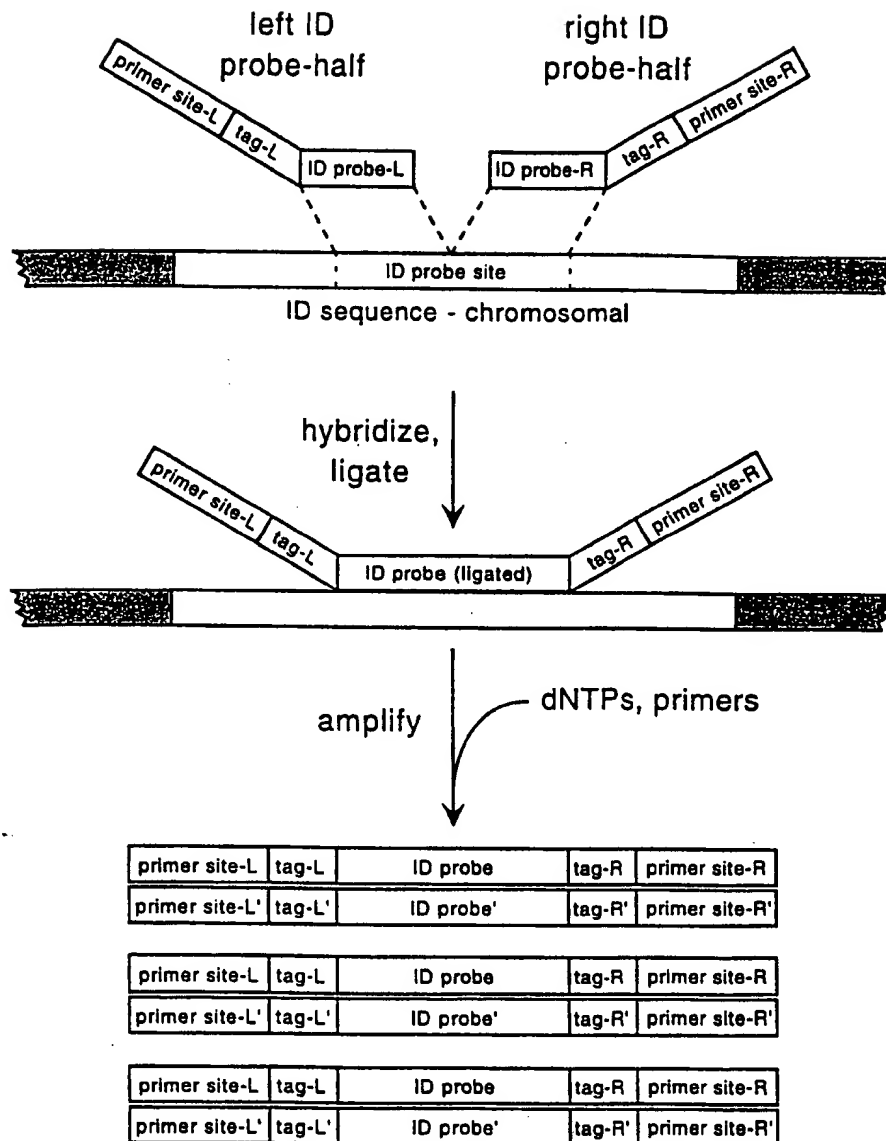 left ID
probe-half
right ID
probe-half
primer site-L
tag-L
ID probe-L
ID probe-R
tag-R
primer site-R
ID probe site
ID sequence - chromosomal
hybridize,
ligate
primer site-L
tag-L
ID probe (ligated)
tag-R
primer site-R
amplify
dNTPs, primers
primer site-L tag-L ID probe tag-R primer site-R
primer site-L' tag-L' ID probe' tag-R' primer site-R'
primer site-L tag-L ID probe tag-R primer site-R
primer site-L' tag-L' ID probe' tag-R' primer site-R'
primer site-L tag-L ID probe tag-R primer site-R
primer site-L' tag-L' ID probe' tag-R' primer site-R'